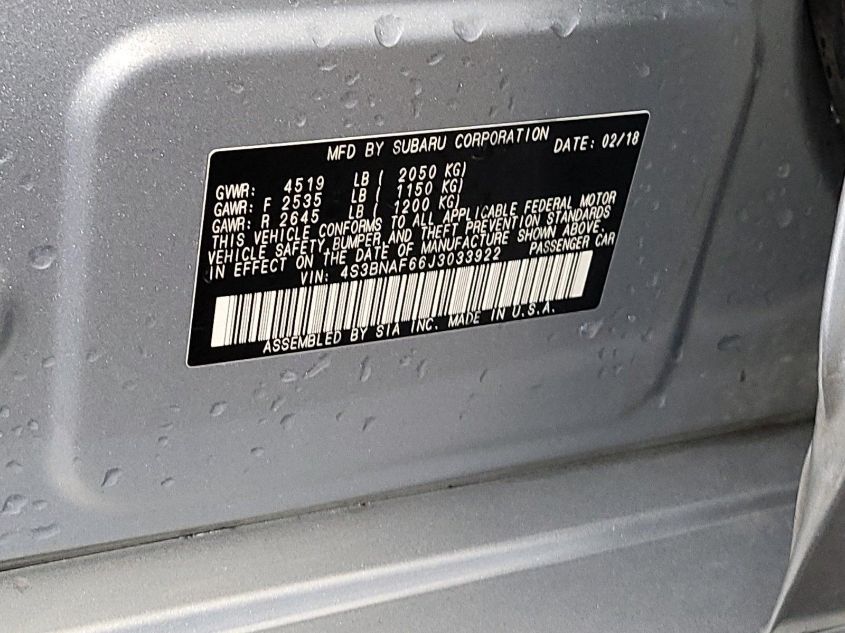 MFD BY SUBARU CORPORATION DATE: 02/18
GVWR: 4519 LB ( 2050 KG)
GAWR: F 2535 LB ( 1150 KG)
GAWR: R 2645 LB ( 1200 KG)
THIS VEHICLE CONFORMS TO ALL APPLICABLE FEDERAL MOTOR
VEHICLE SAFETY, BUMPER, AND THEFT PREVENTION STANDARDS
IN EFFECT ON THE DATE OF MANUFACTURE SHOWN ABOVE.
VIN: 4S3BNAF66J3033922 PASSENGER CAR
ASSEMBLED BY SIA INC. MADE IN U.S.A.